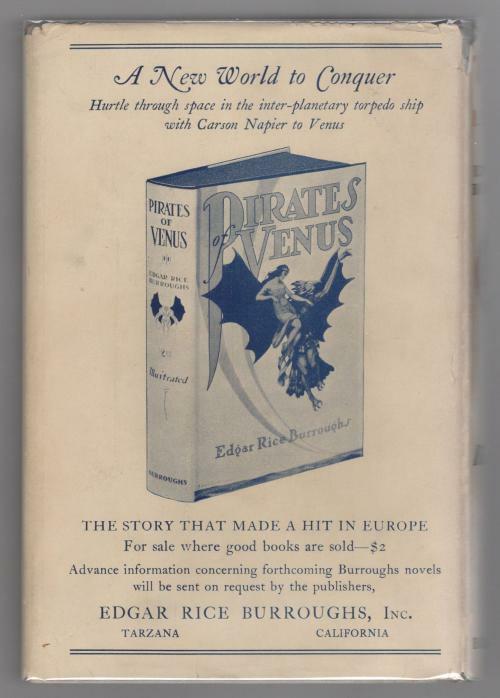 A New World to Conquer
Hurtle through space in the inter-planetary torpedo ship
with Carson Napier to Venus
PIRATES
OF
VENUS
EDGAR RICE
BURROUGHS
Illustrated
BURROUGHS
PIRATES
of VENUS
Edgar Rice Burroughs
THE STORY THAT MADE A HIT IN EUROPE
For sale where good books are sold—$2
Advance information concerning forthcoming Burroughs novels
will be sent on request by the publishers,
EDGAR RICE BURROUGHS, INC.
TARZANA CALIFORNIA